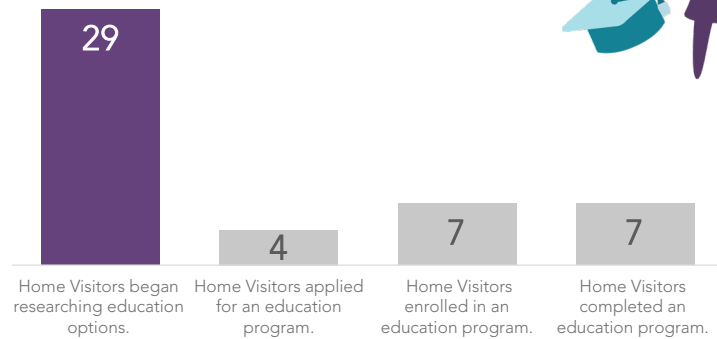 29
4
7
7
Home Visitors began
researching education
options.
Home Visitors applied
for an education
program.
Home Visitors
enrolled in an
education program.
Home Visitors
completed an
education program.